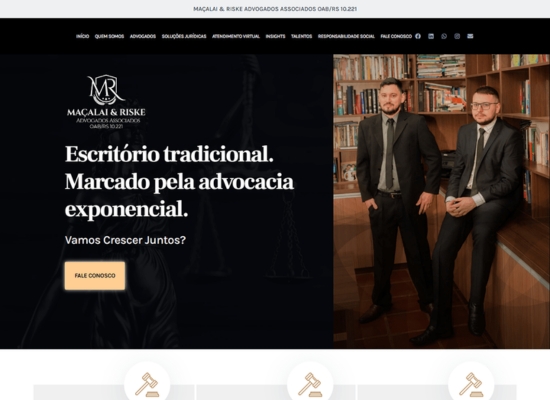 MAÇALAI & RISKE ADVOGADOS ASSOCIADOS OAB/RS 10.221
INÍCIO QUEM SOMOS ADVOGADOS SOLUÇÕES JURÍDICAS ATENDIMENTO VIRTUAL INSIGHTS TALENTOS RESPONSABILIDADE SOCIAL FALE CONOSCO
MR
MAÇALAI & RISKE
ADVOGADOS ASSOCIADOS
OAB/RS 10.221
Escritório tradicional.
Marcado pela advocacia
exponencial.
Vamos Crescer Juntos?
FALE CONOSCO